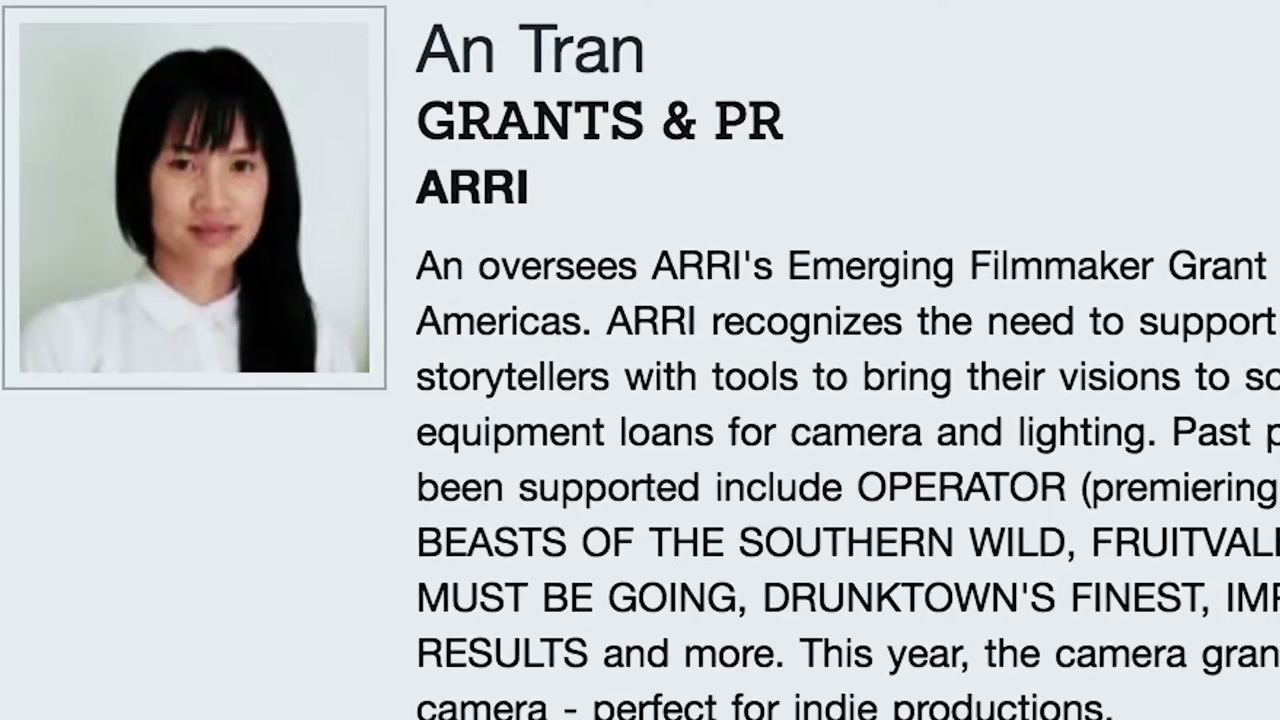 An Tran
GRANTS & PR
ARRI
An oversees ARRI's Emerging Filmmaker Grant
Americas. ARRI recognizes the need to support
storytellers with tools to bring their visions to
equipment loans for camera and lighting. Past
been supported include OPERATOR (premiering
BEASTS OF THE SOUTHERN WILD,
MUST BE GOING, DRUNKTOWN'S FINEST,
RESULTS and more. This year, the camera
camera - perfect for indie productions.